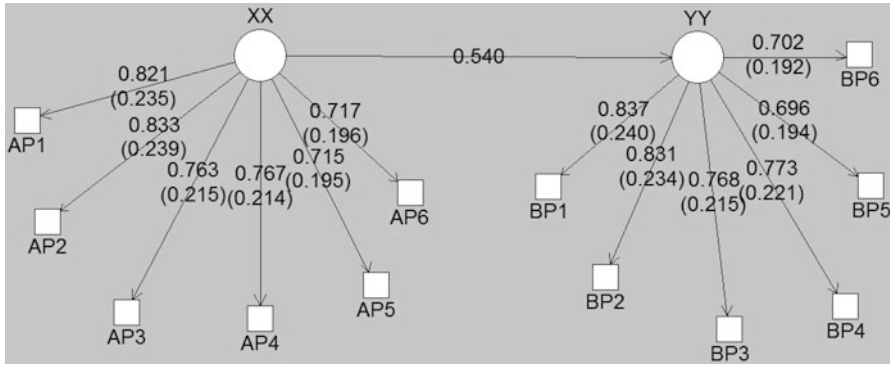 XX
YY
0.540
0.821
(0.235)
AP1
0.833
(0.239)
AP2
0.763
(0.215)
AP3
0.767
(0.214)
AP4
0.715
(0.195)
AP5
0.717
(0.196)
AP6
0.702
(0.192)
BP6
0.837
(0.240)
BP1
0.831
(0.234)
BP2
0.768
(0.215)
BP3
0.773
(0.221)
BP4
0.696
(0.194)
BP5